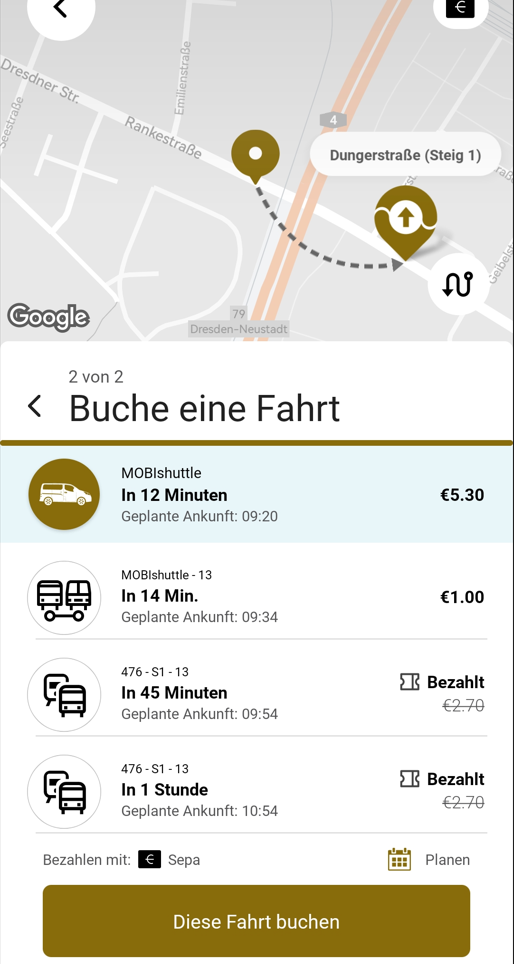 €
Dresdner Str.
Emilienstraße
Seestraße
Rankestraße
4
Dungerstraße (Steig 1)
Geibelst
79
Dresden-Neustadt
Google
2 von 2
Buche eine Fahrt
MOBIshuttle
In 12 Minuten
€5.30
Geplante Ankunft: 09:20
MOBIshuttle - 13
In 14 Min.
€1.00
Geplante Ankunft: 09:34
476 - S1 - 13
In 45 Minuten
Bezahlt
€2.70
Geplante Ankunft: 09:54
476 - S1 - 13
In 1 Stunde
Bezahlt
€2.70
Geplante Ankunft: 10:54
Bezahlen mit: € Sepa
Planen
Diese Fahrt buchen